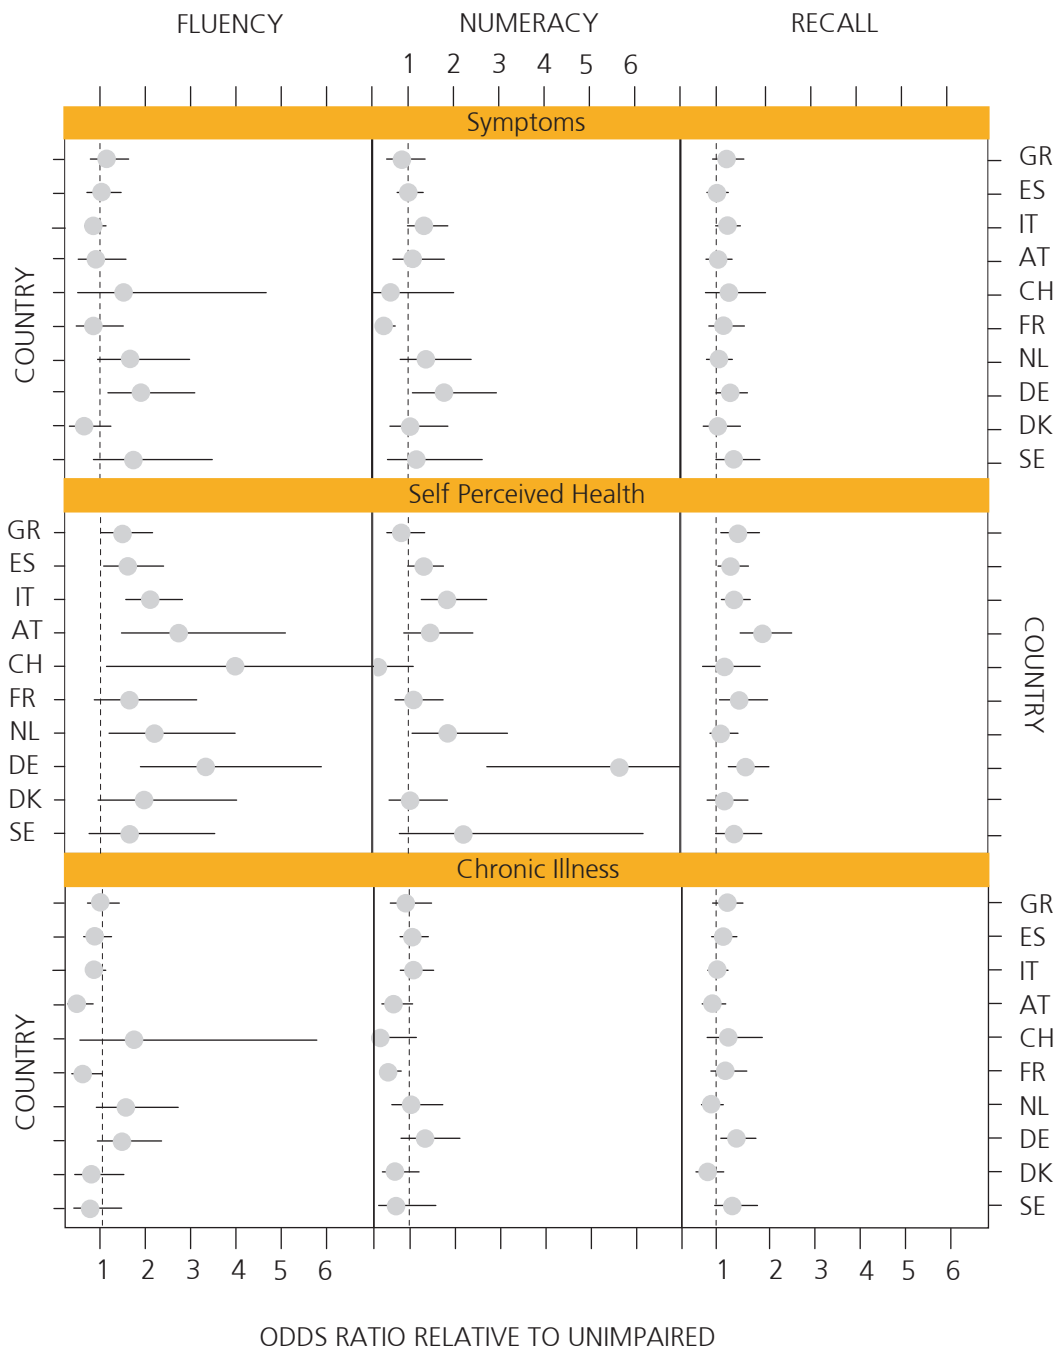 FLUENCY NUMERACY RECALL
1 2 3 4 5 6
Symptoms
COUNTRY
GR
ES
IT
AT
CH
FR
NL
DE
DK
SE
Self Perceived Health
GR
ES
IT
AT
CH
FR
NL
DE
DK
SE
COUNTRY
Chronic Illness
COUNTRY
GR
ES
IT
AT
CH
FR
NL
DE
DK
SE
1 2 3 4 5 6 1 2 3 4 5 6
ODDS RATIO RELATIVE TO UNIMPAIRED